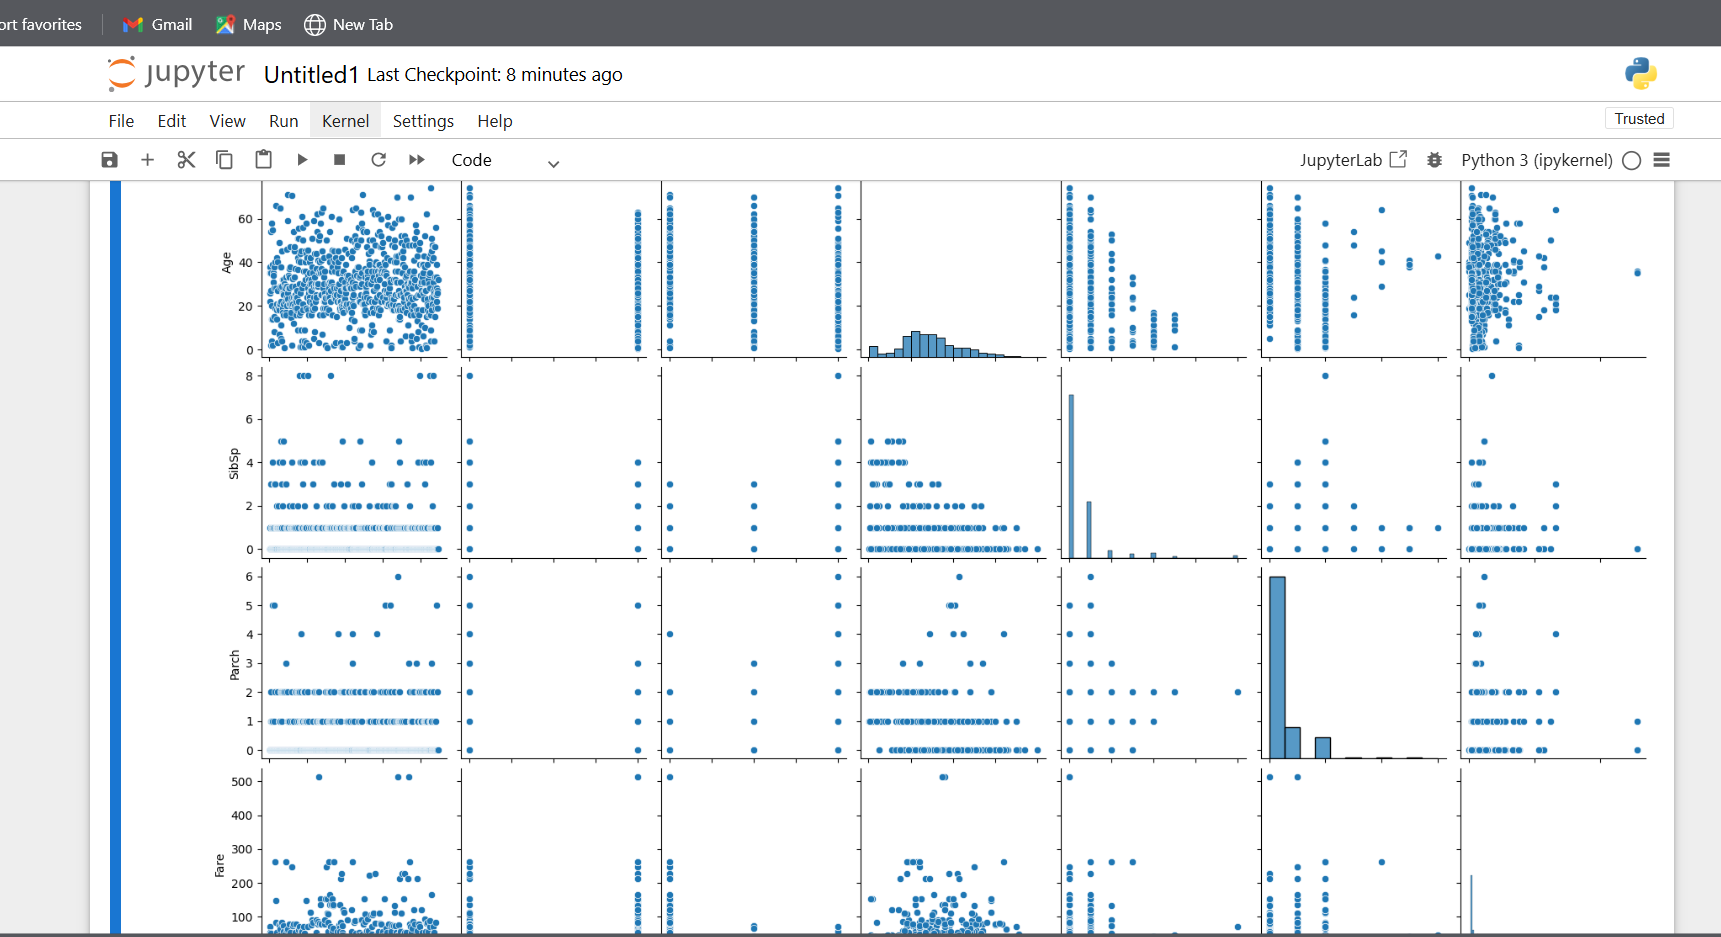 ort favorites
Gmail
Maps
New Tab
jupyter Untitled1 Last Checkpoint: 8 minutes ago
File Edit View Run Kernel Settings Help
Trusted
Code
JupyterLab
Python 3 (ipykernel)
60
40
20
0
Age
8
6
4
2
0
SibSp
6
5
4
3
2
1
0
Parch
500
400
300
200
100
Fare